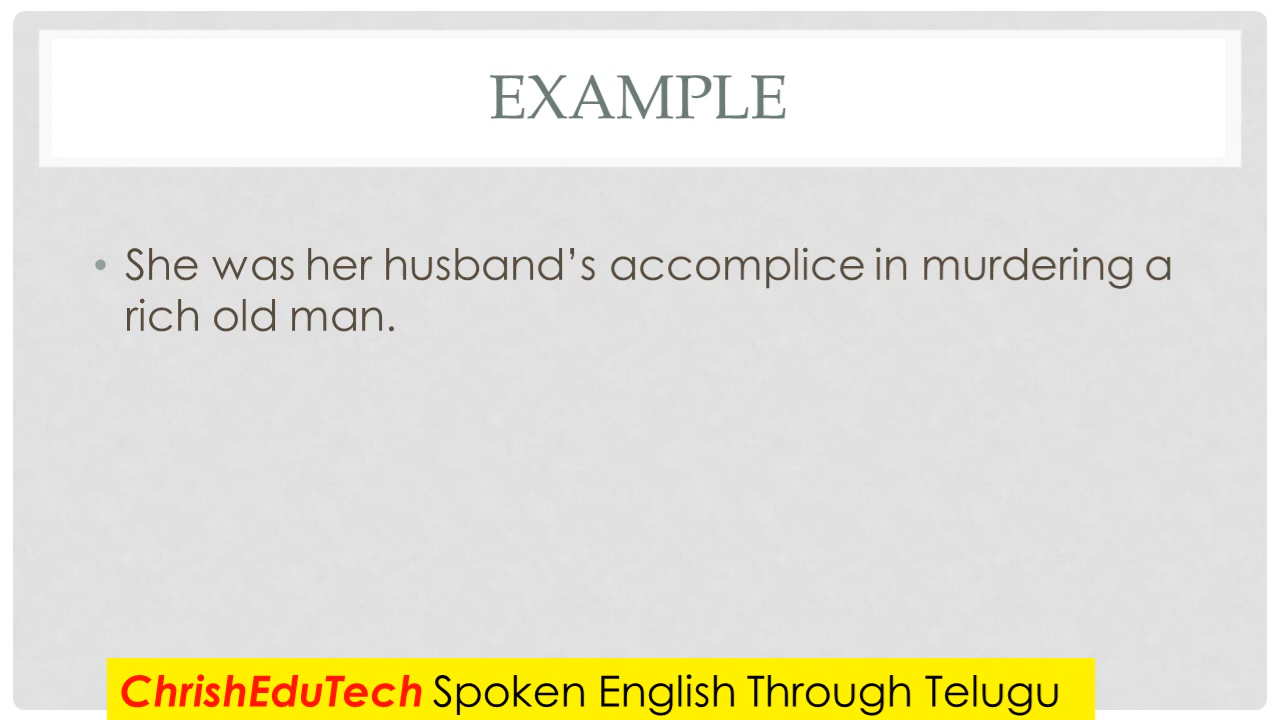 EXAMPLE
• She was her husband’s accomplice in murdering a
rich old man.
ChrishEduTech Spoken English Through Telugu